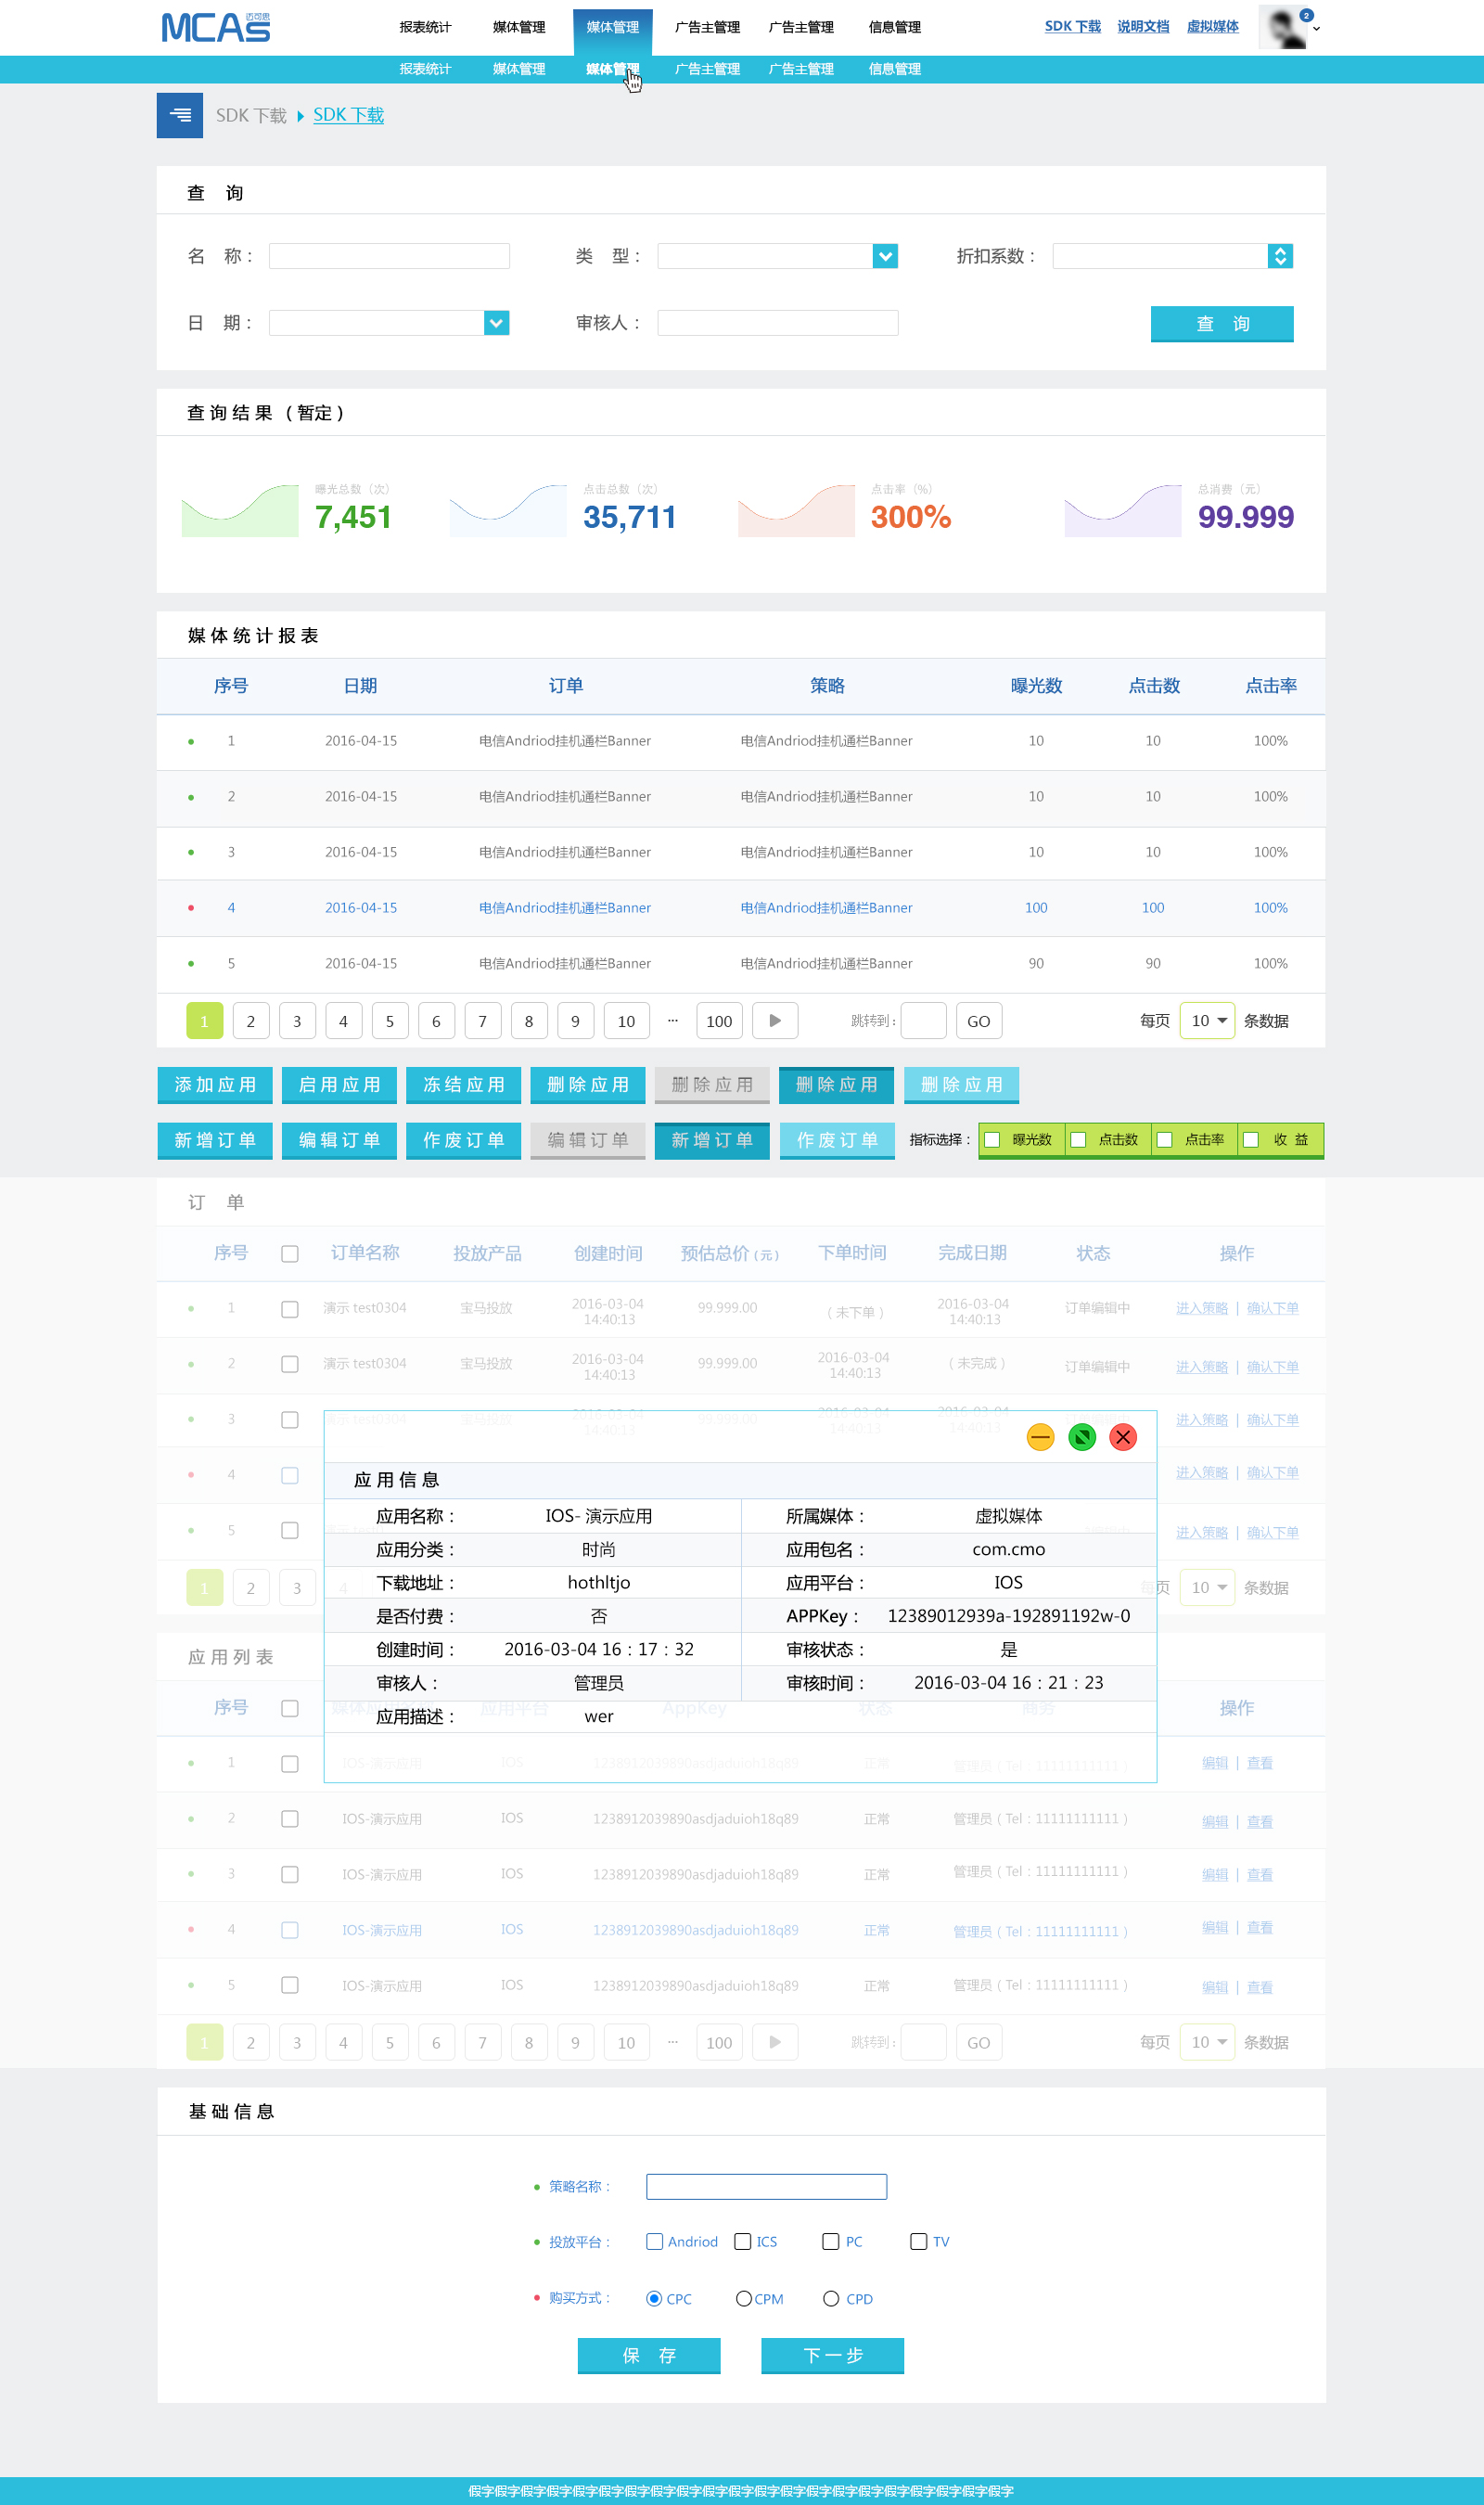 MCAs 迈可思
报表统计 媒体管理 媒体管理 广告主管理 广告主管理 信息管理 SDK 下载 说明文档 虚拟媒体 2
报表统计 媒体管理 媒体管理 广告主管理 广告主管理 信息管理
SDK 下载 SDK 下载
查 询
名 称： 类 型： 折扣系数：
日 期： 审核人： 查 询
查询结果（暂定）
曝光总数（次） 点击总数（次） 点击率（%） 总消费（元）
7,451 35,711 300% 99.999
媒体统计报表
序号 日期 订单 策略 曝光数 点击数 点击率
1 2016-04-15 电信Andriod挂机通栏Banner 电信Andriod挂机通栏Banner 10 10 100%
2 2016-04-15 电信Andriod挂机通栏Banner 电信Andriod挂机通栏Banner 10 10 100%
3 2016-04-15 电信Andriod挂机通栏Banner 电信Andriod挂机通栏Banner 10 10 100%
4 2016-04-15 电信Andriod挂机通栏Banner 电信Andriod挂机通栏Banner 100 100 100%
5 2016-04-15 电信Andriod挂机通栏Banner 电信Andriod挂机通栏Banner 90 90 100%
1 2 3 4 5 6 7 8 9 10 ··· 100 跳转到： GO 每页 10 条数据
添加应用 启用应用 冻结应用 删除应用 删除应用 删除应用 删除应用
新增订单 编辑订单 作废订单 编辑订单 新增订单 作废订单 指标选择： 曝光数 点击数 点击率 收 益
订 单
序号 订单名称 投放产品 创建时间 预估总价（元） 下单时间 完成日期 状态 操作
1 演示 test0304 宝马投放 2016-03-04 14:40:13 99.999.00 （未下单） 2016-03-04 14:40:13 订单编辑中 进入策略 | 确认下单
2 演示 test0304 宝马投放 2016-03-04 14:40:13 99.999.00 2016-03-04 14:40:13 （未完成） 订单编辑中 进入策略 | 确认下单
3 演示 test0304 宝马投放 2016-03-04 14:40:13 99.999.00 2016-03-04 14:40:13 2016-03-04 14:40:13 进入策略 | 确认下单
4 进入策略 | 确认下单
5 进入策略 | 确认下单
1 2 3 4 每页 10 条数据
应用信息
应用名称： IOS- 演示应用 所属媒体： 虚拟媒体
应用分类： 时尚 应用包名： com.cmo
下载地址： hothltjo 应用平台： IOS
是否付费： 否 APPKey： 12389012939a-192891192w-0
创建时间： 2016-03-04 16：17：32 审核状态： 是
审核人： 管理员 审核时间： 2016-03-04 16：21：23
应用描述： wer
应用列表
序号 应用平台 AppKey 状态 商务 操作
1 IOS-演示应用 IOS 1238912039890asdjaduioh18q89 正常 管理员（Tel：11111111111） 编辑 | 查看
2 IOS-演示应用 IOS 1238912039890asdjaduioh18q89 正常 管理员（Tel：11111111111） 编辑 | 查看
3 IOS-演示应用 IOS 1238912039890asdjaduioh18q89 正常 管理员（Tel：11111111111） 编辑 | 查看
4 IOS-演示应用 IOS 1238912039890asdjaduioh18q89 正常 管理员（Tel：11111111111） 编辑 | 查看
5 IOS-演示应用 IOS 1238912039890asdjaduioh18q89 正常 管理员（Tel：11111111111） 编辑 | 查看
1 2 3 4 5 6 7 8 9 10 ··· 100 跳转到： GO 每页 10 条数据
基础信息
策略名称：
投放平台： Andriod ICS PC TV
购买方式： CPC CPM CPD
保 存 下一步
假字假字假字假字假字假字假字假字假字假字假字假字假字假字假字假字假字假字假字假字假字